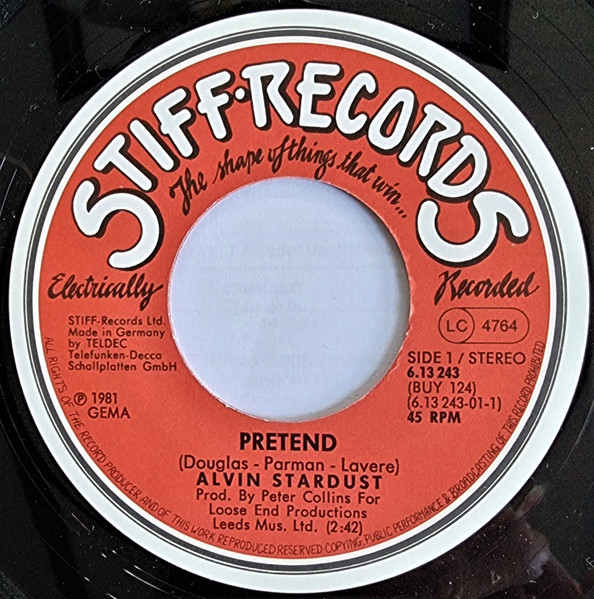 STIFF·RECORDS
The shape of things that win...
Electrically
Recorded
STIFF-Records Ltd.
Made in Germany
by TELDEC
Telefunken-Decca
Schallplatten GmbH
℗ 1981
GEMA
LC 4764
SIDE 1 / STEREO
6.13 243
(BUY 124)
(6.13 243-01-1)
45 RPM
PRETEND
(Douglas - Parman - Lavere)
ALVIN STARDUST
Prod. By Peter Collins For
Loose End Productions
Leeds Mus. Ltd. (2:42)
ALL RIGHTS OF THE RECORD PRODUCER AND OF THIS WORK REPRODUCED RESERVED COPYING, PUBLIC PERFORMANCE & BROADCASTING OF THIS RECORD PROHIBITED